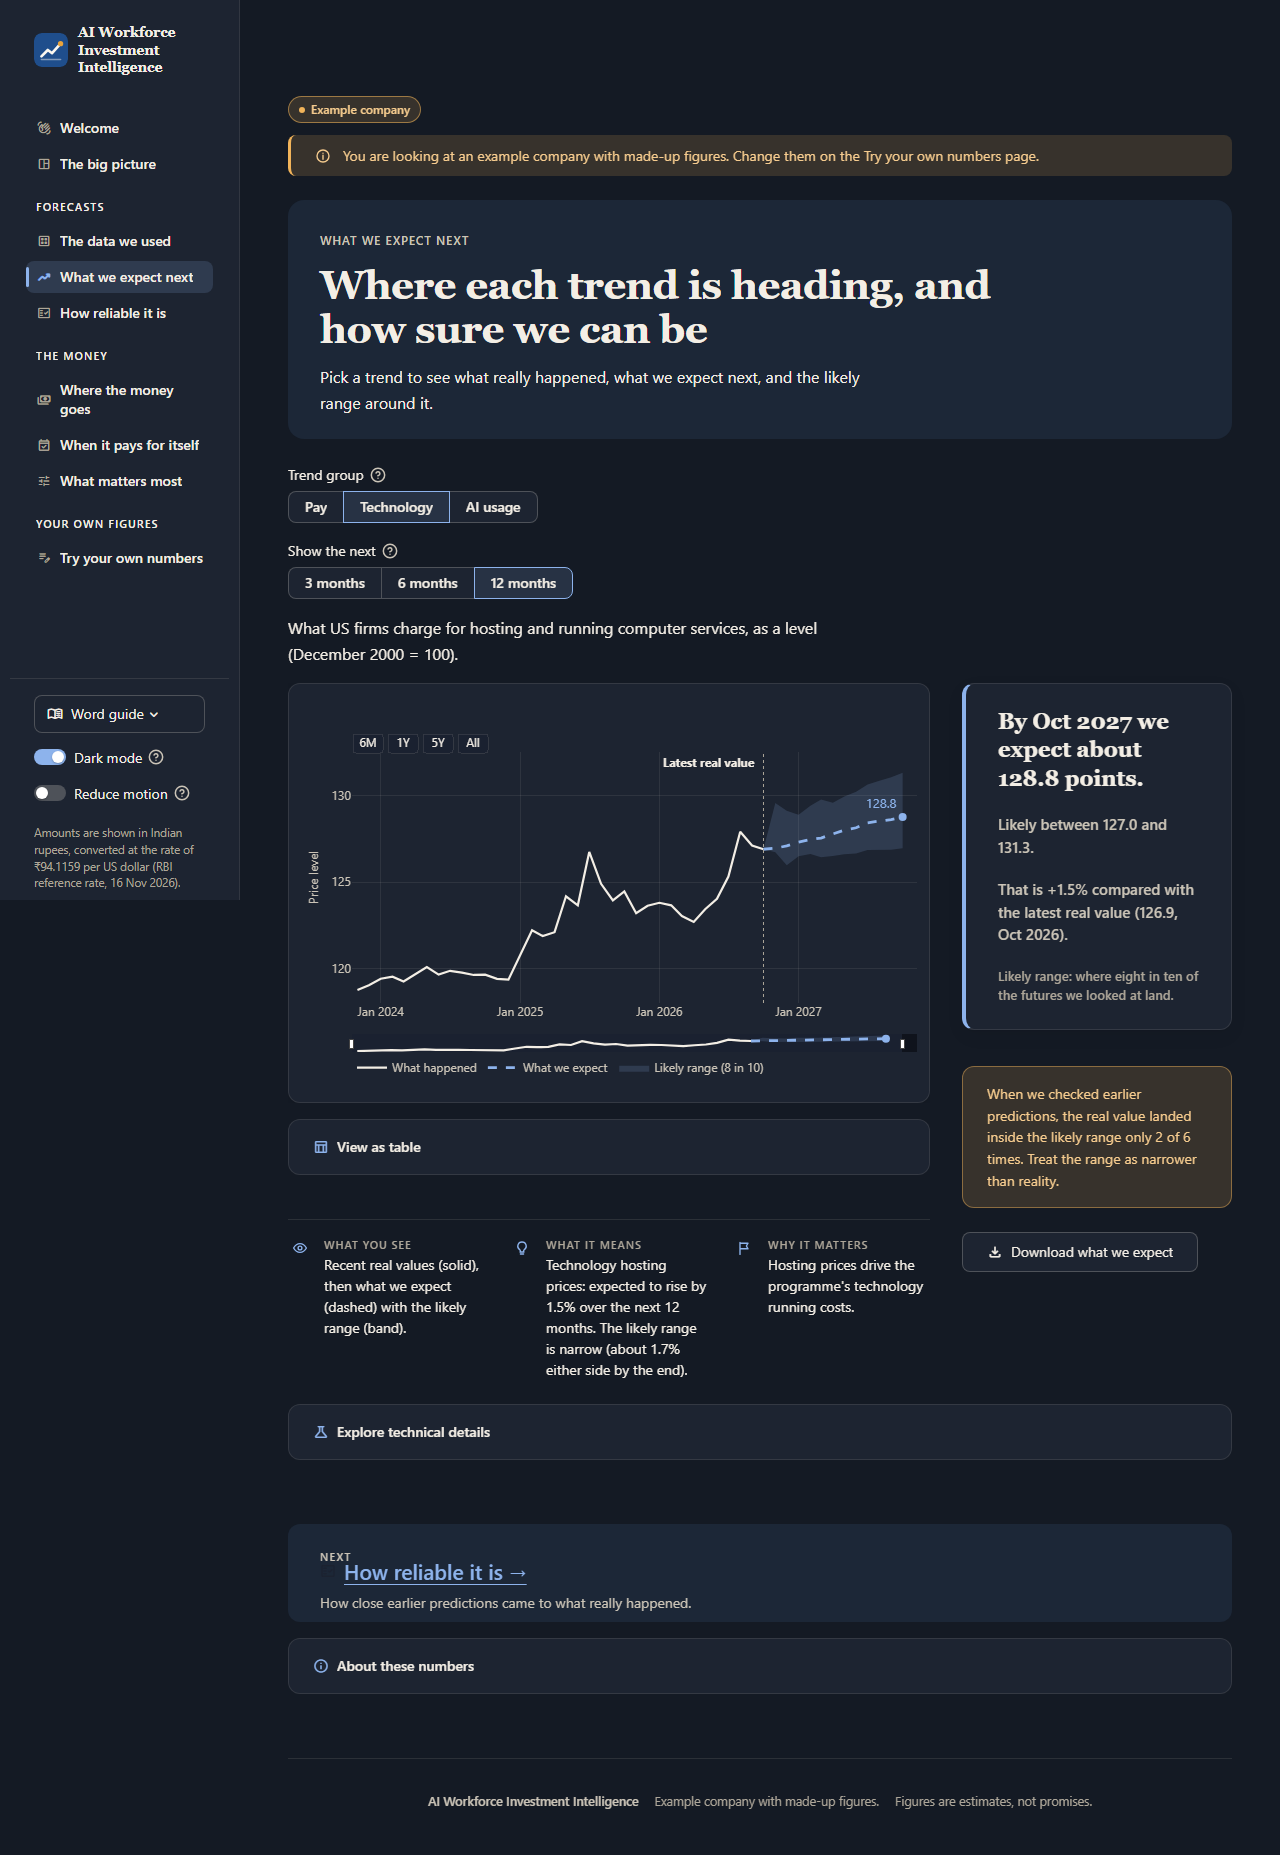 AI Workforce
Investment
Intelligence
Welcome
The big picture
FORECASTS
The data we used
What we expect next
How reliable it is
THE MONEY
Where the money
goes
When it pays for itself
What matters most
YOUR OWN FIGURES
Try your own numbers
Word guide
Dark mode
Reduce motion
Amounts are shown in Indian
rupees, converted at the rate of
₹94.1159 per US dollar (RBI
reference rate, 16 Nov 2026).
Example company
You are looking at an example company with made-up figures. Change them on the Try your own numbers page.
WHAT WE EXPECT NEXT
Where each trend is heading, and
how sure we can be
Pick a trend to see what really happened, what we expect next, and the likely
range around it.
Trend group
Pay Technology AI usage
Show the next
3 months 6 months 12 months
What US firms charge for hosting and running computer services, as a level
(December 2000 = 100).
6M 1Y 5Y All
Latest real value
128.8
130
125
120
Price level
Jan 2024 Jan 2025 Jan 2026 Jan 2027
What happened What we expect Likely range (8 in 10)
By Oct 2027 we
expect about
128.8 points.
Likely between 127.0 and
131.3.
That is +1.5% compared with
the latest real value (126.9,
Oct 2026).
Likely range: where eight in ten of
the futures we looked at land.
When we checked earlier
predictions, the real value landed
inside the likely range only 2 of 6
times. Treat the range as narrower
than reality.
Download what we expect
View as table
WHAT YOU SEE
Recent real values (solid),
then what we expect
(dashed) with the likely
range (band).
WHAT IT MEANS
Technology hosting
prices: expected to rise by
1.5% over the next 12
months. The likely range
is narrow (about 1.7%
either side by the end).
WHY IT MATTERS
Hosting prices drive the
programme's technology
running costs.
Explore technical details
NEXT
How reliable it is →
How close earlier predictions came to what really happened.
About these numbers
AI Workforce Investment Intelligence Example company with made-up figures. Figures are estimates, not promises.